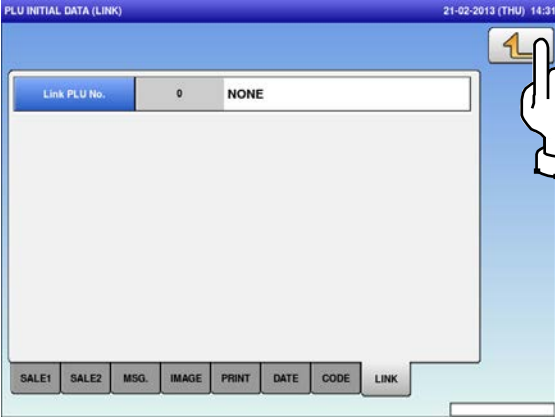 PLU INITIAL DATA (LINK) 21-02-2013 (THU) 14:31
Link PLU No. 0 NONE
SALE1 SALE2 MSG. IMAGE PRINT DATE CODE LINK